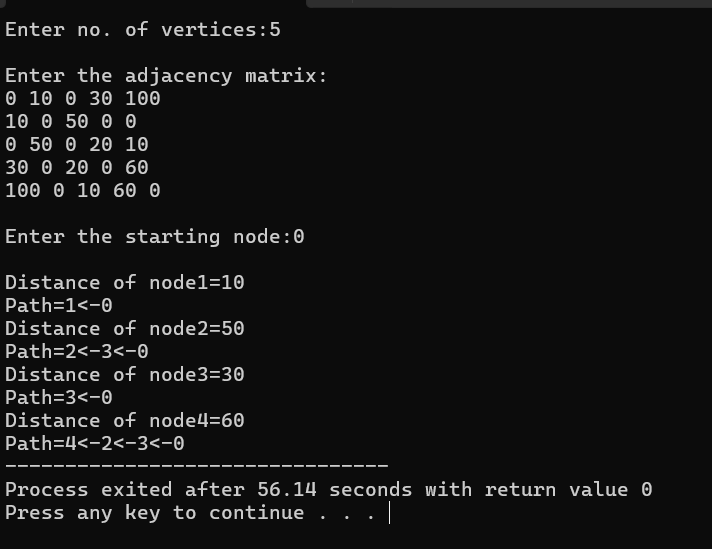 Enter no. of vertices:5
Enter the adjacency matrix:
0 10 0 30 100
10 0 50 0 0
0 50 0 20 10
30 0 20 0 60
100 0 10 60 0
Enter the starting node:0
Distance of node1=10
Path=1<-0
Distance of node2=50
Path=2<-3<-0
Distance of node3=30
Path=3<-0
Distance of node4=60
Path=4<-2<-3<-0
--------------------------------
Process exited after 56.14 seconds with return value 0
Press any key to continue . . .